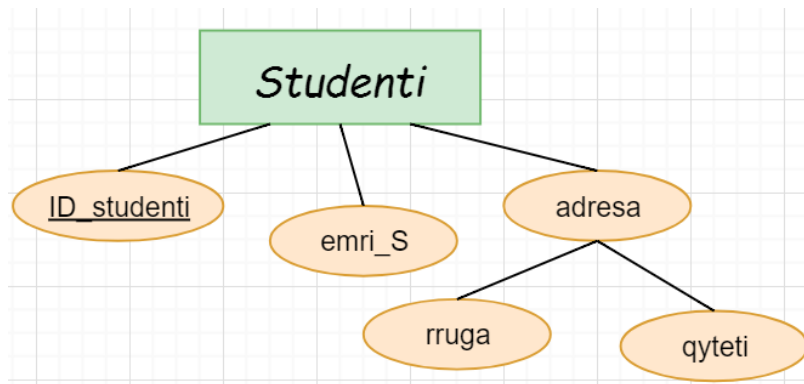 Studenti
ID_studenti
emri_S
adresa
rruga
qyteti